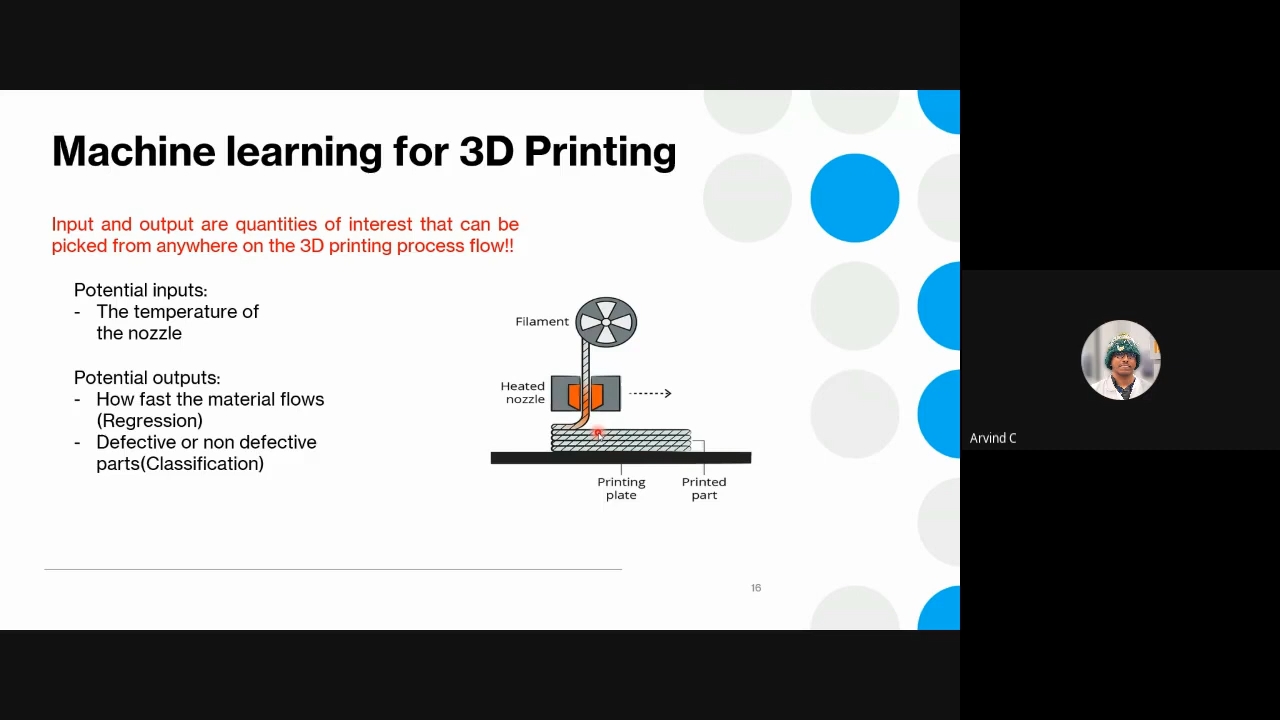 Machine learning for 3D Printing
Input and output are quantities of interest that can be
picked from anywhere on the 3D printing process flow!!
Potential inputs:
- The temperature of
the nozzle
Potential outputs:
- How fast the material flows
(Regression)
- Defective or non defective
parts(Classification)
Filament
Heated
nozzle
Printing
plate
Printed
part
16
Arvind C